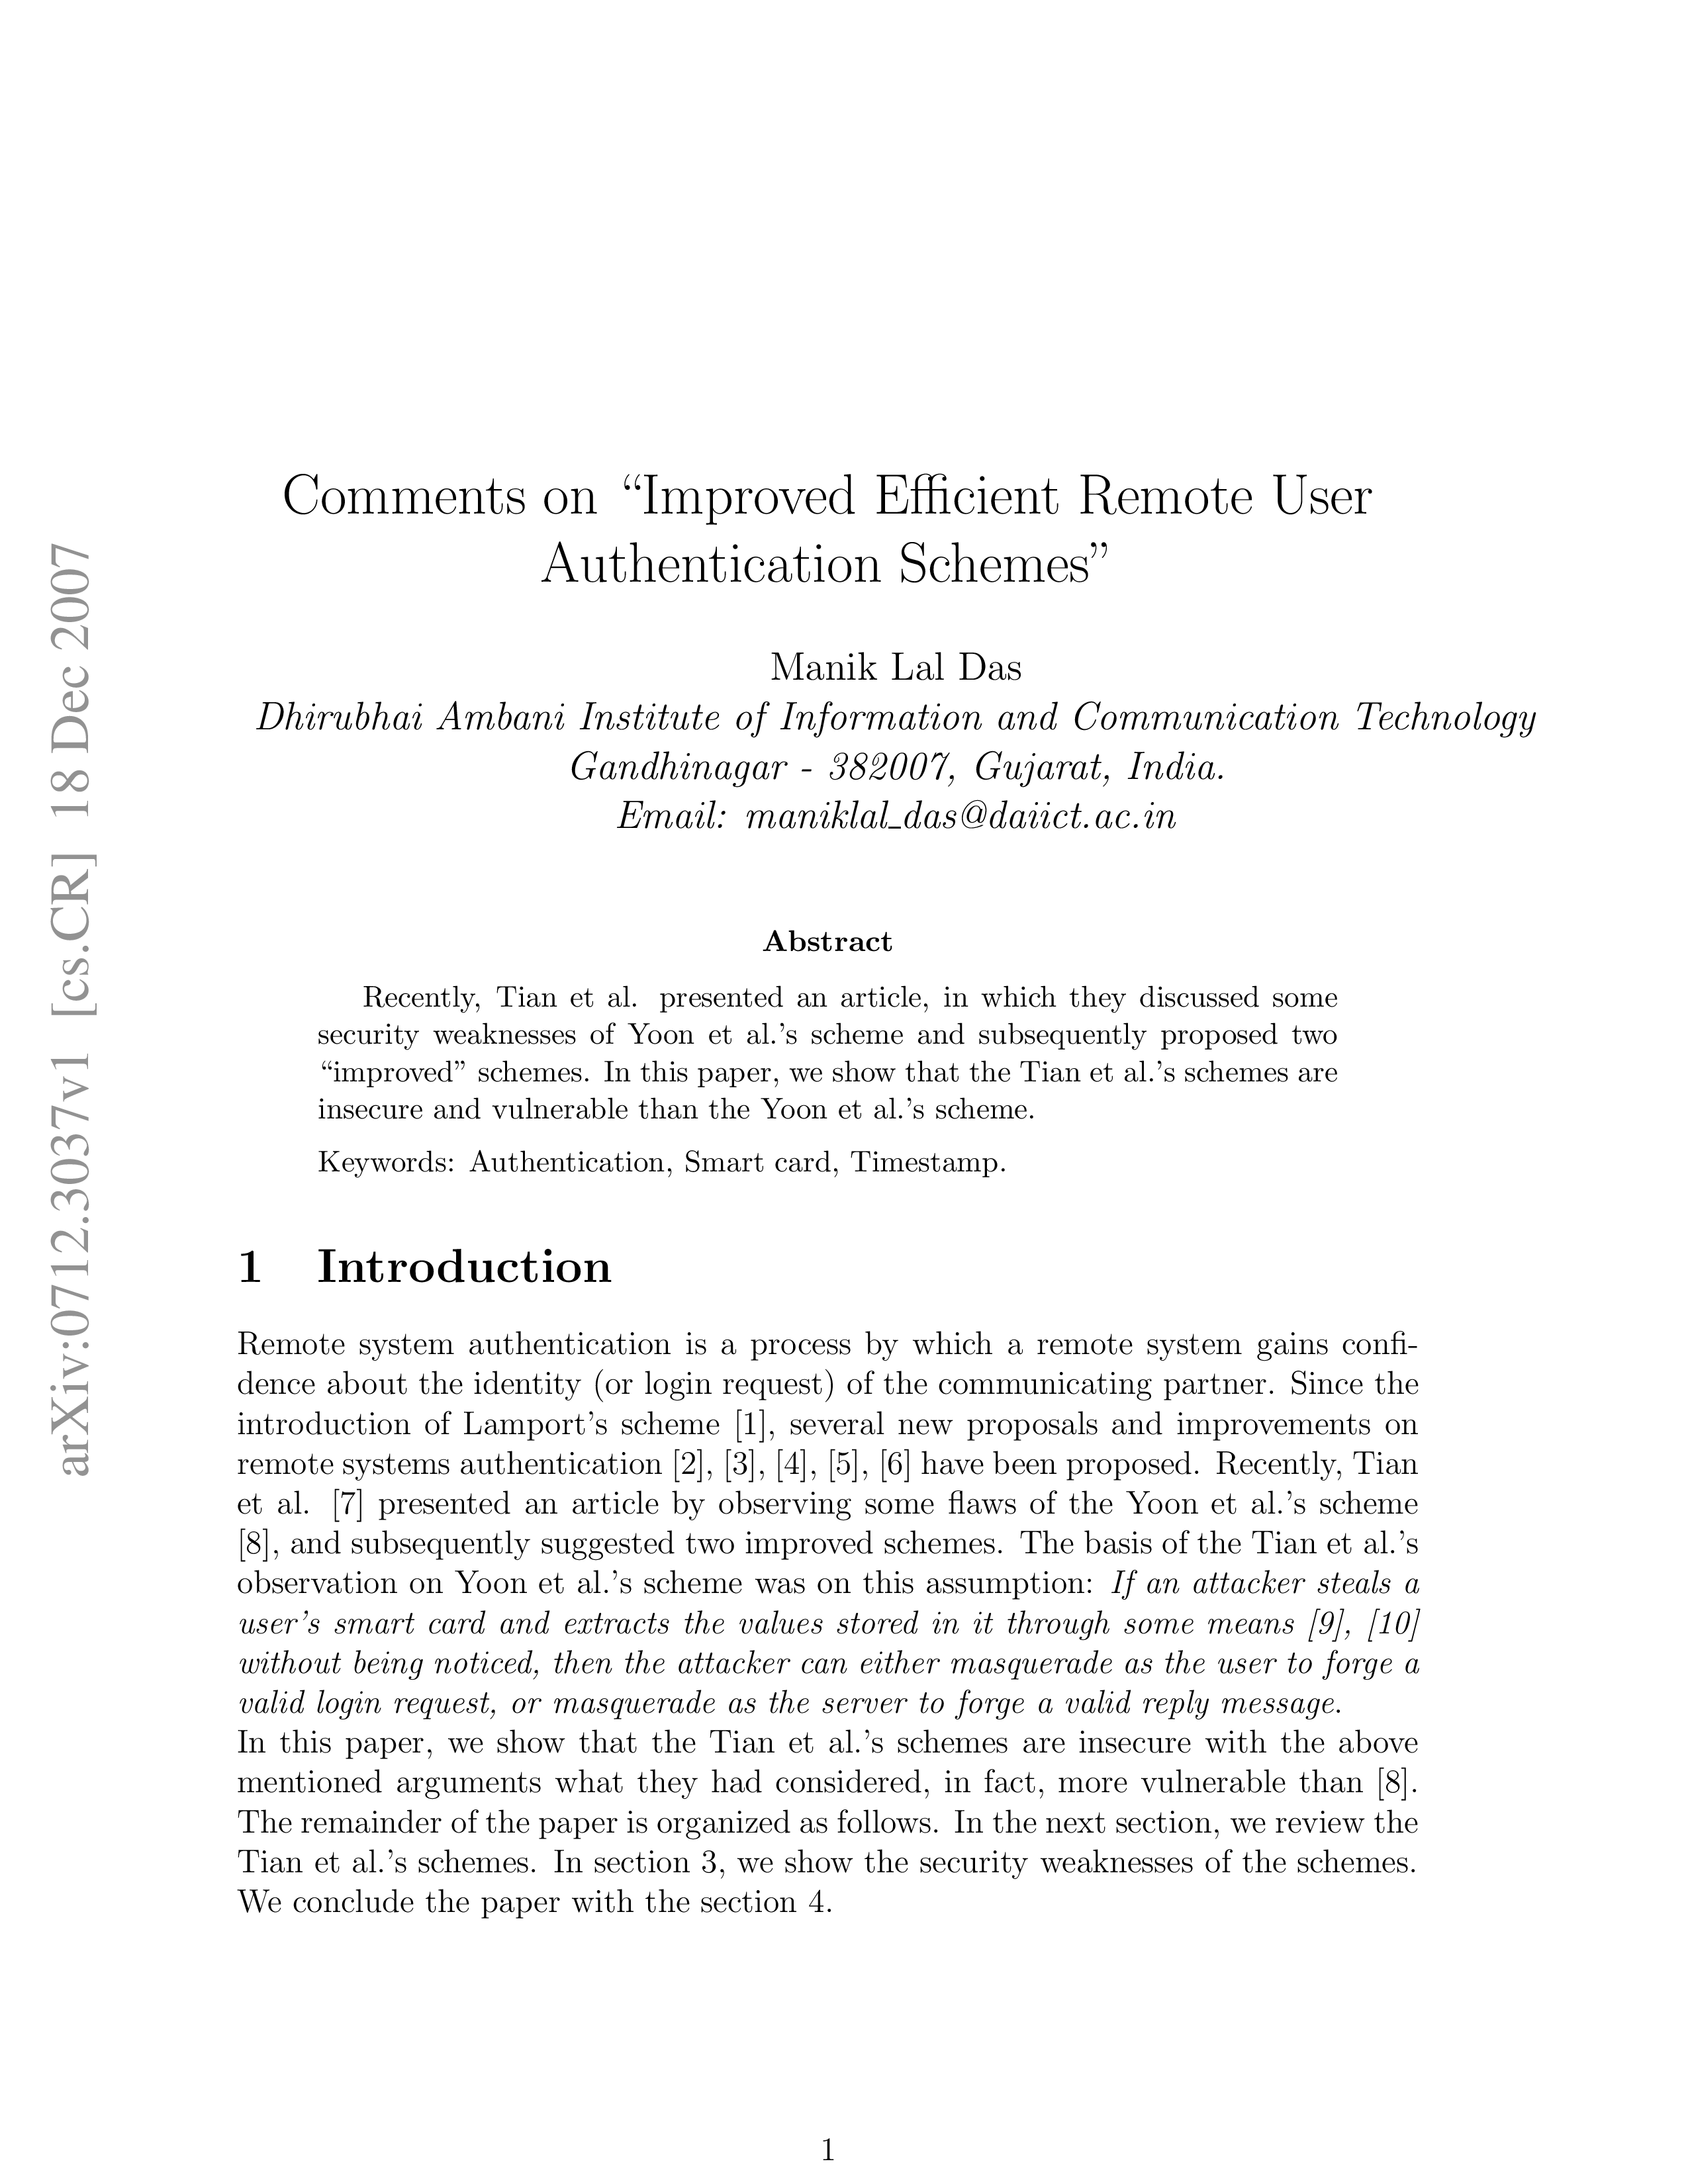 arXiv:0712.3037v1 [cs.CR] 18 Dec 2007
Comments on “Improved Efficient Remote User
Authentication Schemes”
Manik Lal Das
Dhirubhai Ambani Institute of Information and Communication Technology
Gandhinagar - 382007, Gujarat, India.
Email: maniklal_das@daiict.ac.in
Abstract
Recently, Tian et al. presented an article, in which they discussed some
security weaknesses of Yoon et al.’s scheme and subsequently proposed two
“improved” schemes. In this paper, we show that the Tian et al.’s schemes are
insecure and vulnerable than the Yoon et al.’s scheme.
Keywords: Authentication, Smart card, Timestamp.
1 Introduction
Remote system authentication is a process by which a remote system gains confi-
dence about the identity (or login request) of the communicating partner. Since the
introduction of Lamport’s scheme [1], several new proposals and improvements on
remote systems authentication [2], [3], [4], [5], [6] have been proposed. Recently, Tian
et al. [7] presented an article by observing some flaws of the Yoon et al.’s scheme
[8], and subsequently suggested two improved schemes. The basis of the Tian et al.’s
observation on Yoon et al.’s scheme was on this assumption: If an attacker steals a
user’s smart card and extracts the values stored in it through some means [9], [10]
without being noticed, then the attacker can either masquerade as the user to forge a
valid login request, or masquerade as the server to forge a valid reply message.
In this paper, we show that the Tian et al.’s schemes are insecure with the above
mentioned arguments what they had considered, in fact, more vulnerable than [8].
The remainder of the paper is organized as follows. In the next section, we review the
Tian et al.’s schemes. In section 3, we show the security weaknesses of the schemes.
We conclude the paper with the section 4.
1